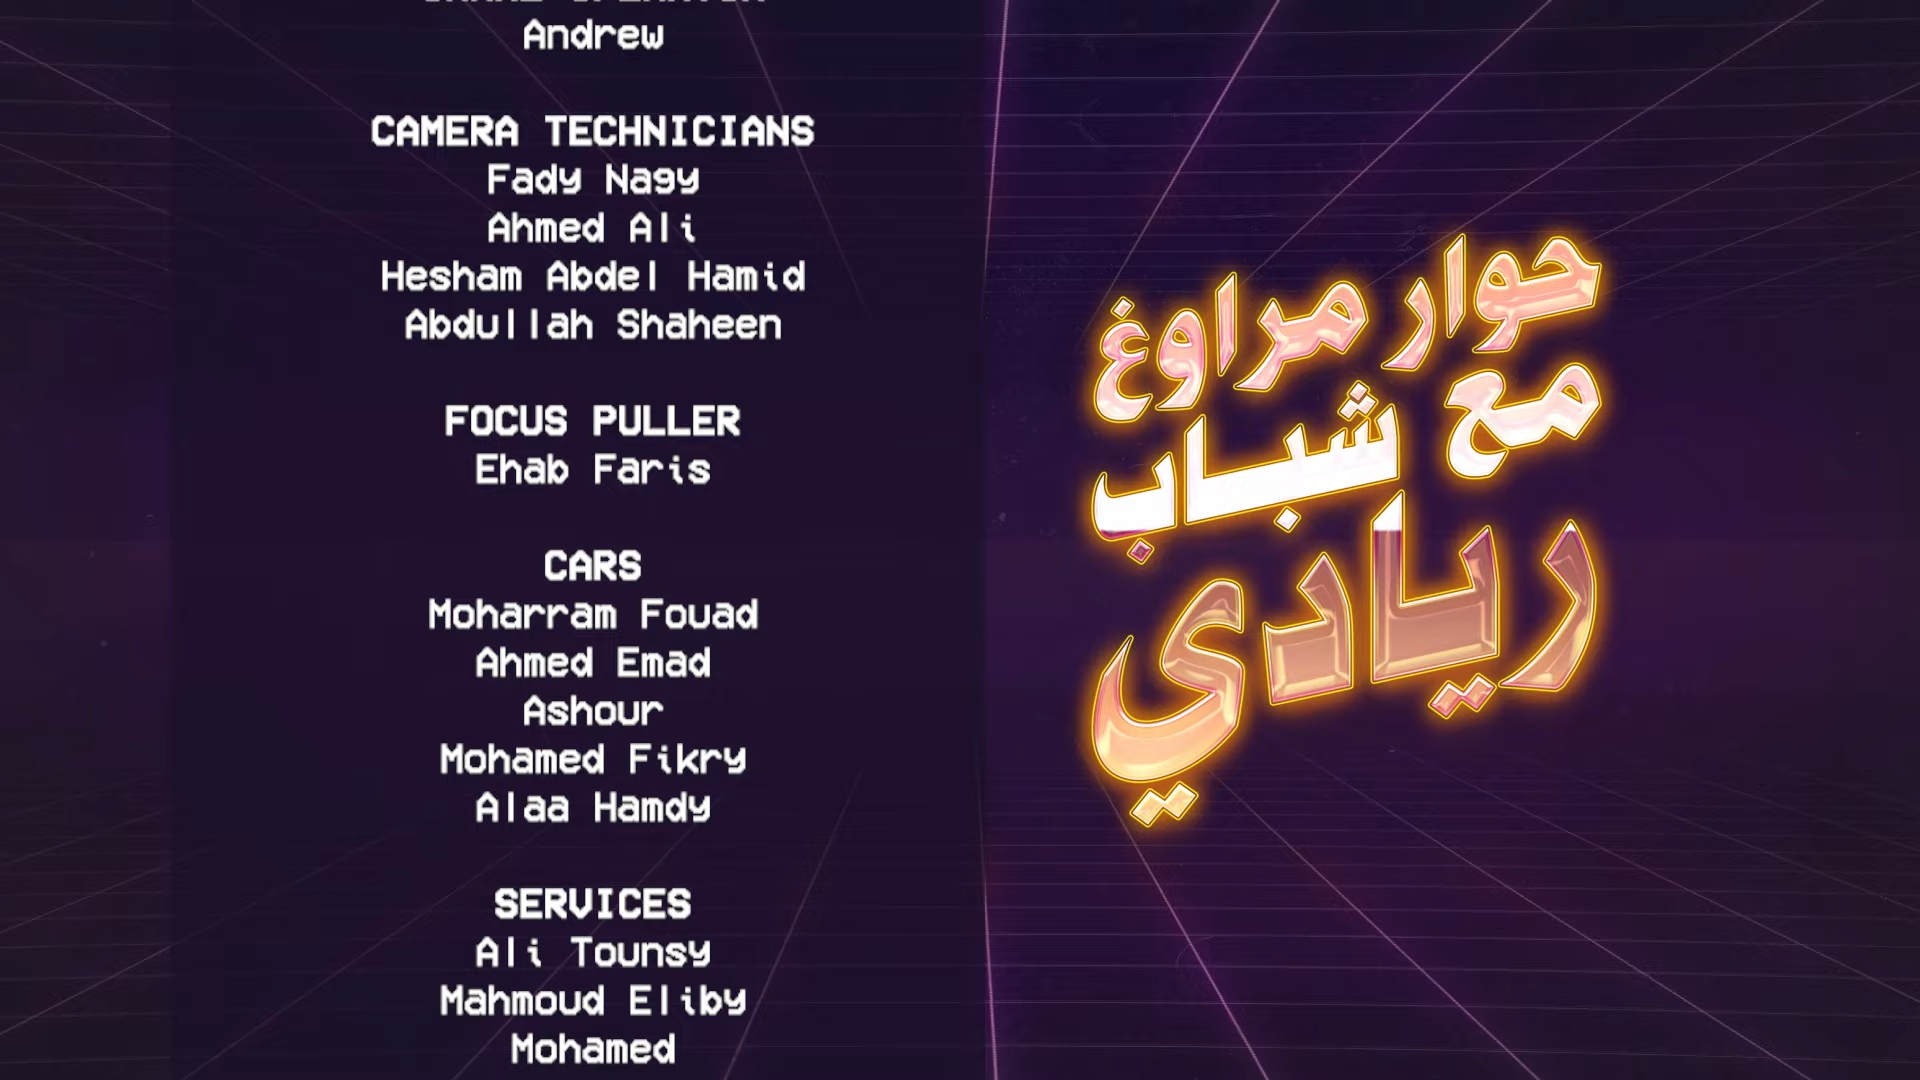 Andrew
CAMERA TECHNICIANS
Fady Nagy
Ahmed Ali
Hesham Abdel Hamid
Abdullah Shaheen
FOCUS PULLER
Ehab Faris
CARS
Moharram Fouad
Ahmed Emad
Ashour
Mohamed Fikry
Alaa Hamdy
SERVICES
Ali Tounsy
Mahmoud Eliby
Mohamed
حوار مراوغ
مع شباب
ريادي